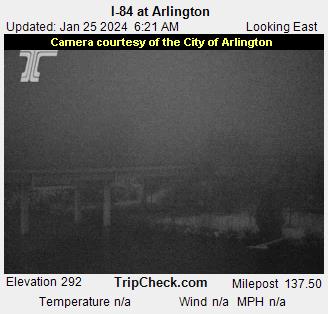 I-84 at Arlington
Updated: Jan 25 2024 6:21 AM Looking East
Camera courtesy of the City of Arlington
Elevation 292 TripCheck.com Milepost 137.50
Temperature n/a Wind n/a MPH n/a